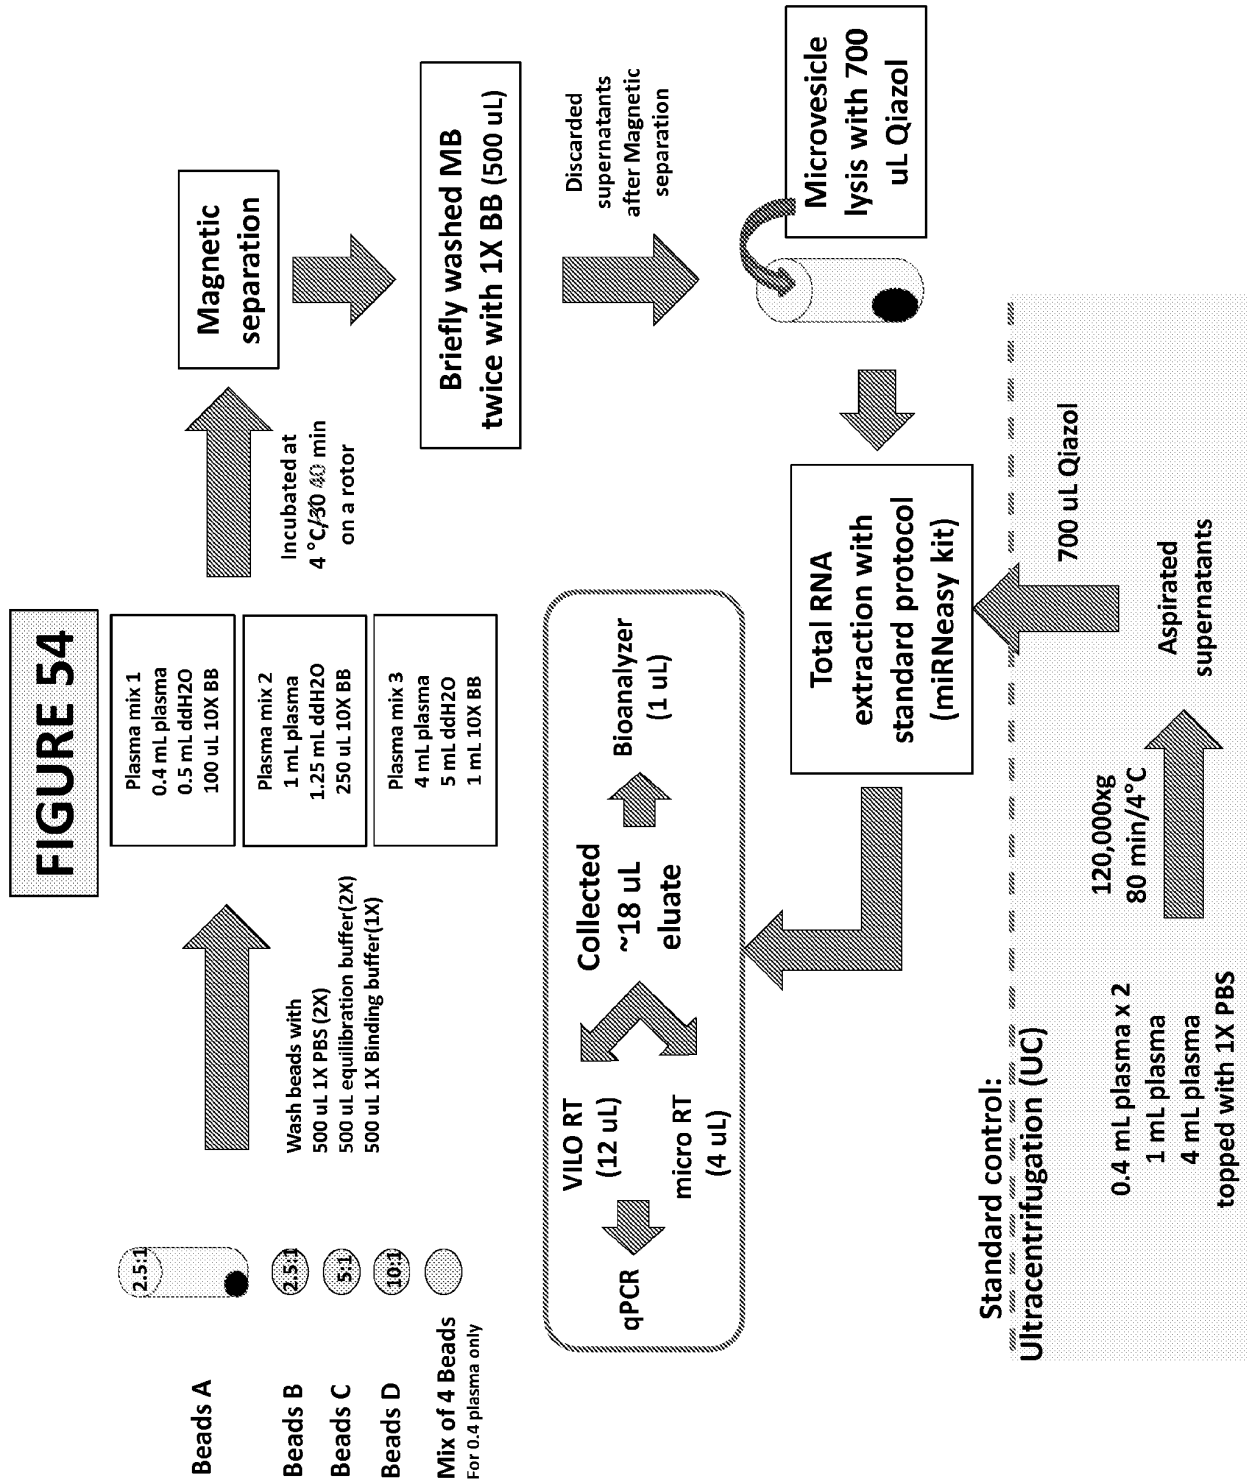 FIGURE 54
Beads A
2.5:1
Beads B
2.5:1
Beads C
5:1
Beads D
10:1
Mix of 4 Beads
For 0.4 plasma only
Wash beads with
500 uL 1X PBS (2X)
500 uL equilibration buffer(2X)
500 uL 1X Binding buffer(1X)
Plasma mix 1
0.4 mL plasma
0.5 mL ddH2O
100 uL 10X BB
Plasma mix 2
1 mL plasma
1.25 mL ddH2O
250 uL 10X BB
Plasma mix 3
4 mL plasma
5 mL ddH2O
1 mL 10X BB
Incubated at
4 °C/30 40 min
on a rotor
Magnetic
separation
Briefly washed MB
twice with 1X BB (500 uL)
Discarded
supernatants
after Magnetic
separation
Microvesicle
lysis with 700
uL Qiazol
Total RNA
extraction with
standard protocol
(miRNeasy kit)
Collected
~18 uL
eluate
Bioanalyzer
(1 uL)
VILO RT
(12 uL)
micro RT
(4 uL)
qPCR
Standard control:
Ultracentrifugation (UC)
0.4 mL plasma x 2
1 mL plasma
4 mL plasma
topped with 1X PBS
120,000xg
80 min/4°C
Aspirated
supernatants
700 uL Qiazol